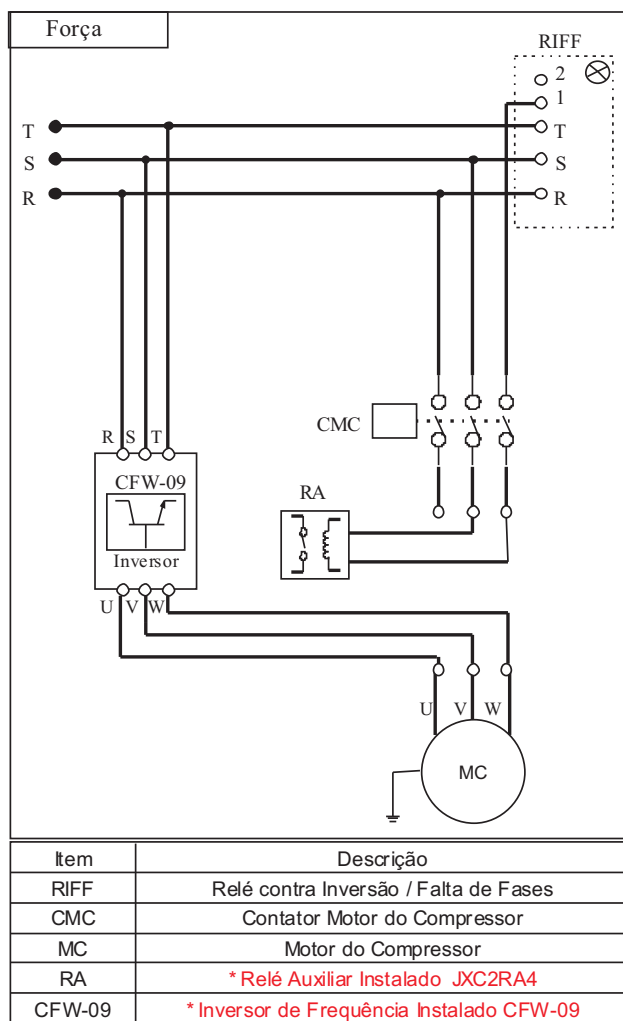 Força
RIFF
2
1
T
T
S
S
R
R
CMC
R S T
CFW-09
RA
Inversor
U V W
U V W
MC
Item Descrição
RIFF Relé contra Inversão / Falta de Fases
CMC Contator Motor do Compressor
MC Motor do Compressor
RA * Relé Auxiliar Instalado JXC2RA4
CFW-09 * Inversor de Frequência Instalado CFW-09